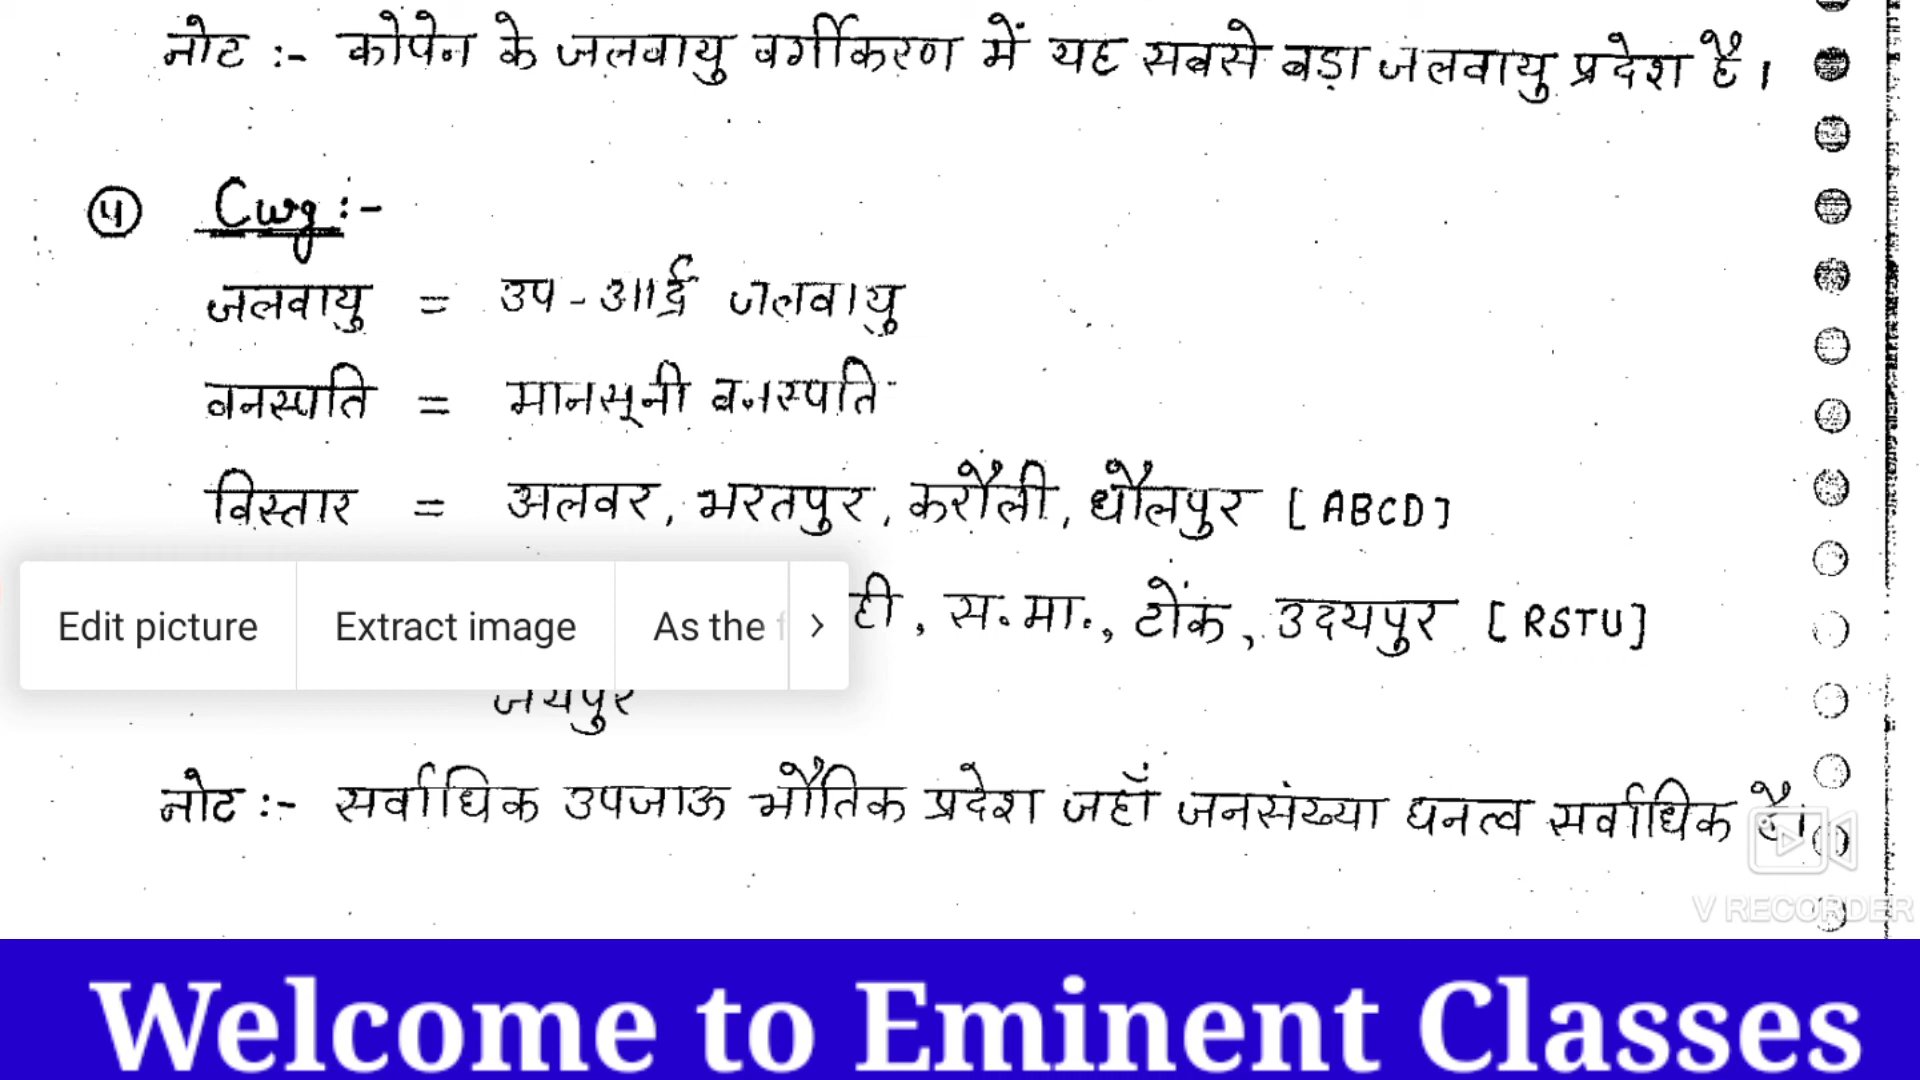 नोट :- कोपेन के जलवायु वर्गीकरण में यह सबसे बड़ा जलवायु प्रदेश है।
④ Cwg :-
जलवायु = उप - आर्द्र जलवायु
वनस्पति = मानसूनी वनस्पति
विस्तार = अलवर, भरतपुर, करौली, धौलपुर [ABCD]
टी, स.मा., टोंक, उदयपुर [RSTU]
Edit picture Extract image As the
जयपुर
नोट :- सर्वाधिक उपजाऊ भौतिक प्रदेश जहाँ जनसंख्या घनत्व सर्वाधिक है।
V RECORDER
Welcome to Eminent Classes